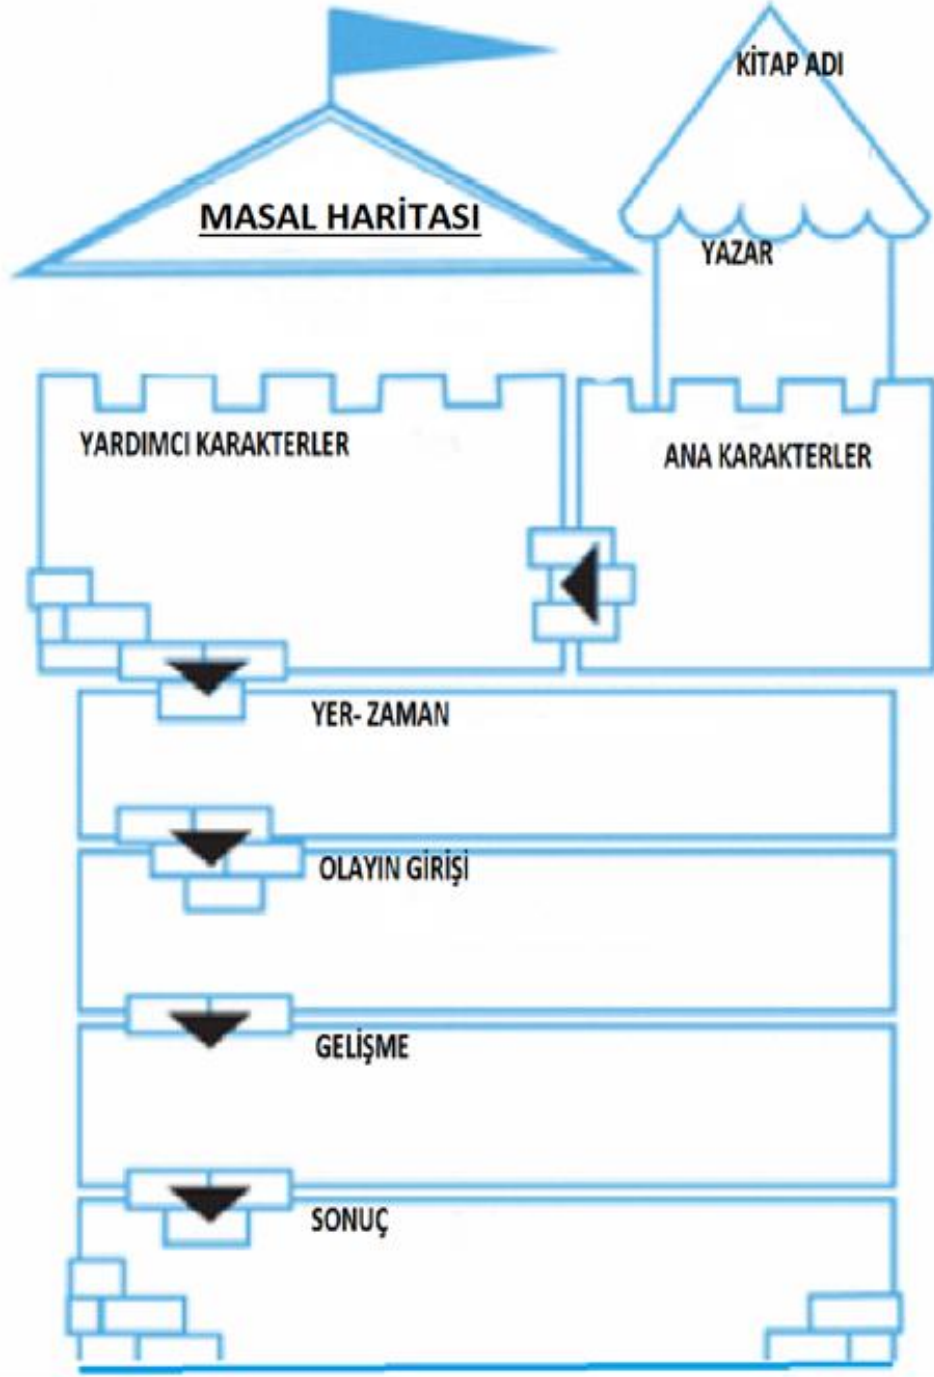 KİTAP ADI
MASAL HARİTASI
YAZAR
YARDIMCI KARAKTERLER
ANA KARAKTERLER
YER- ZAMAN
OLAYIN GİRİŞİ
GELİŞME
SONUÇ